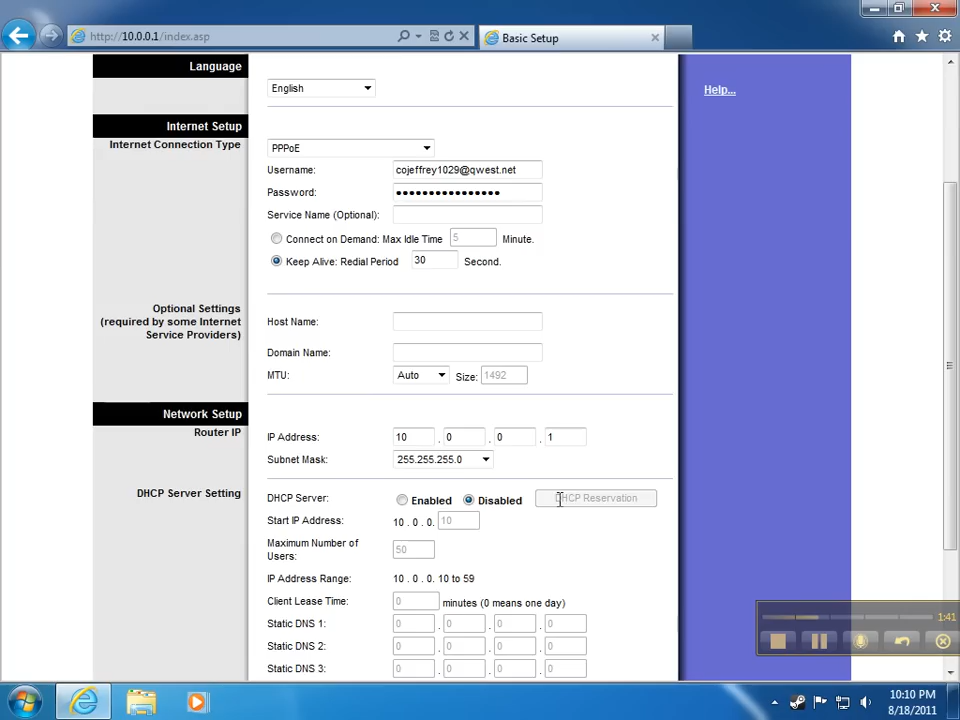 http://10.0.0.1/index.asp
Basic Setup
Language
English
Help...
Internet Setup
Internet Connection Type
PPPoE
Username:
cojeffrey1029@qwest.net
Password:
••••••••••••••••
Service Name (Optional):
Connect on Demand: Max Idle Time 5 Minute.
Keep Alive: Redial Period 30 Second.
Optional Settings
(required by some Internet
Service Providers)
Host Name:
Domain Name:
MTU: Auto Size: 1492
Network Setup
Router IP
IP Address: 10 . 0 . 0 . 1
Subnet Mask: 255.255.255.0
DHCP Server Setting
DHCP Server: Enabled Disabled DHCP Reservation
Start IP Address: 10 . 0 . 0. 10
Maximum Number of
Users:
50
IP Address Range: 10 . 0 . 0. 10 to 59
Client Lease Time: 0 minutes (0 means one day)
Static DNS 1: 0 . 0 . 0 . 0
Static DNS 2: 0 . 0 . 0 . 0
Static DNS 3: 0 . 0 . 0 . 0
1:41
10:10 PM
8/18/2011